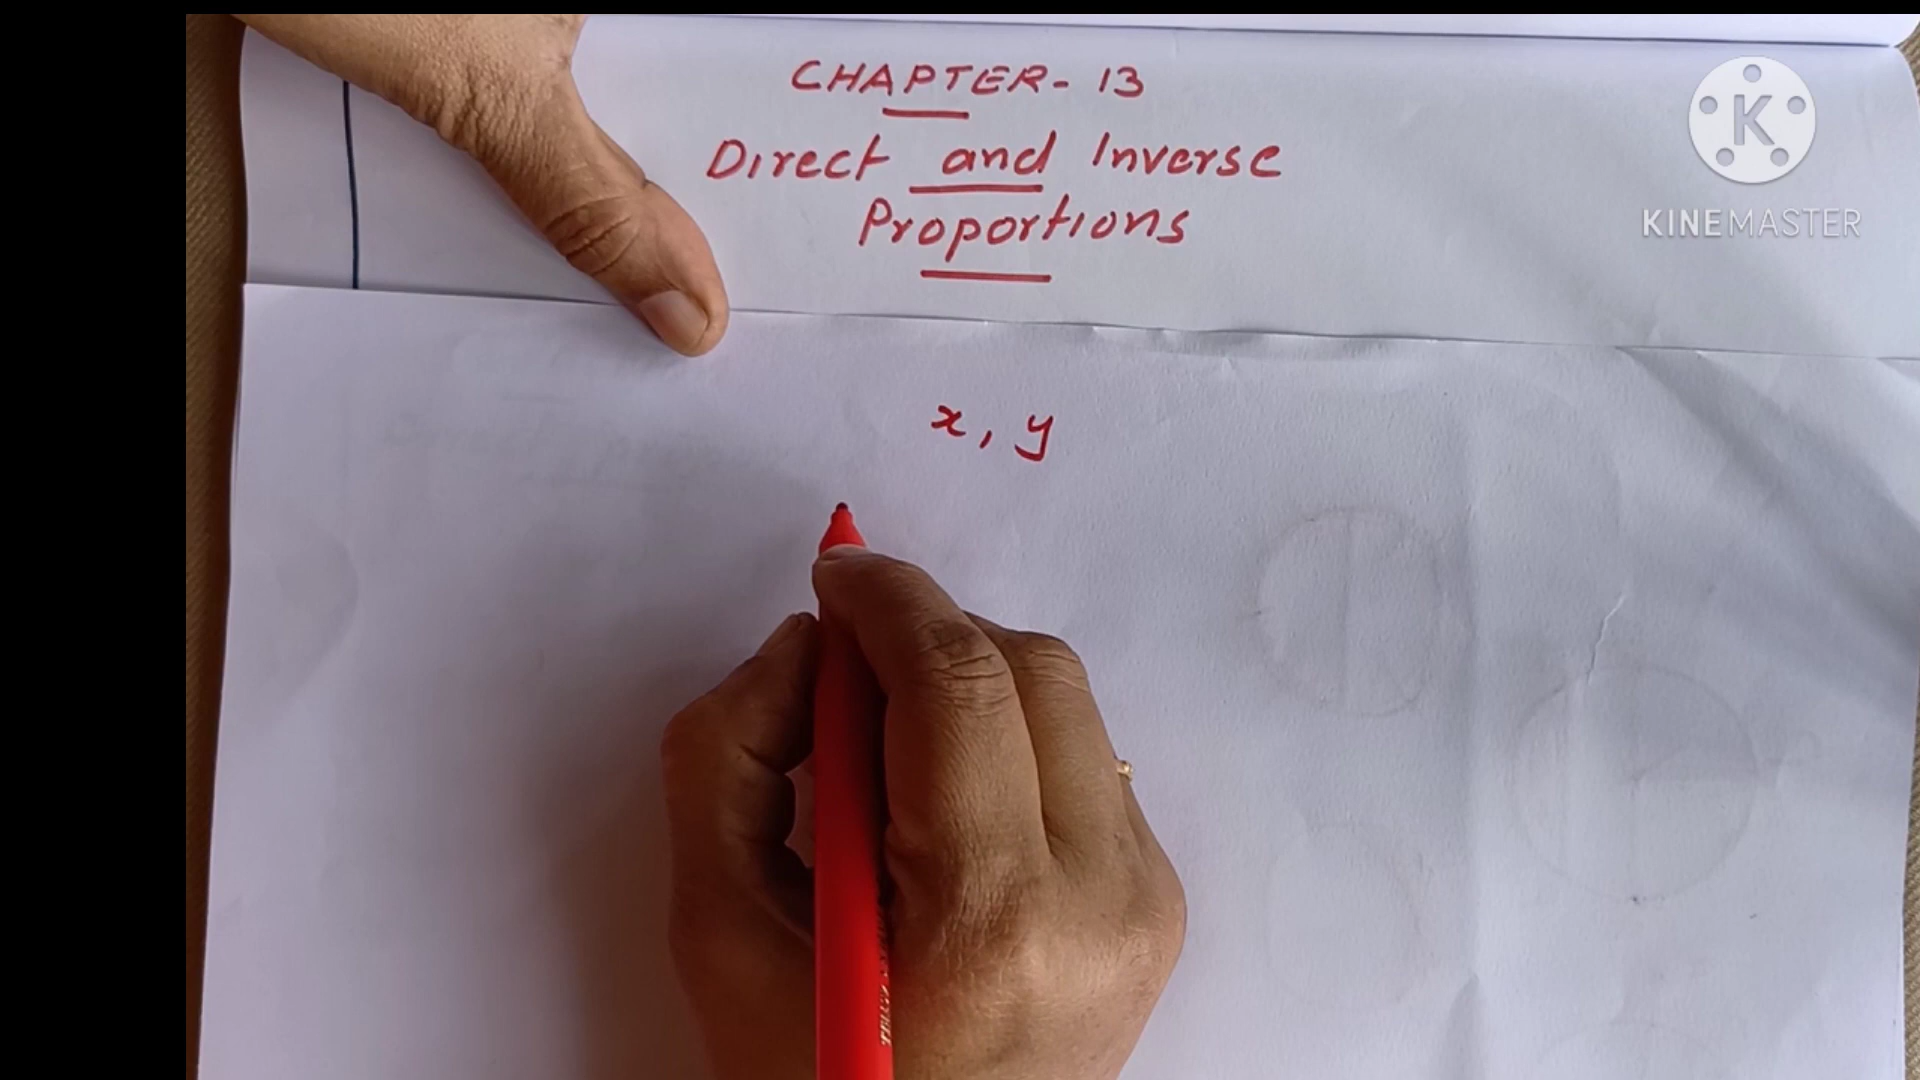 CHAPTER- 13
Direct and Inverse
Proportions
K
KINEMASTER
x, y